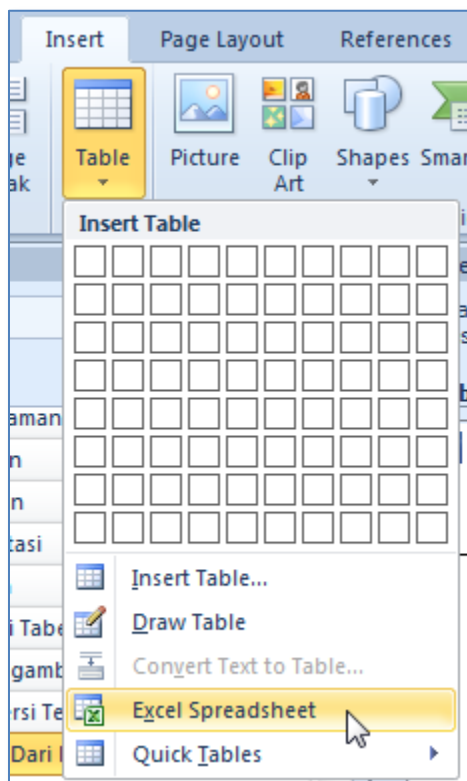 Insert Page Layout References
Table Picture Clip Art Shapes
Insert Table
Insert Table...
Draw Table
Convert Text to Table...
Excel Spreadsheet
Quick Tables
Dari